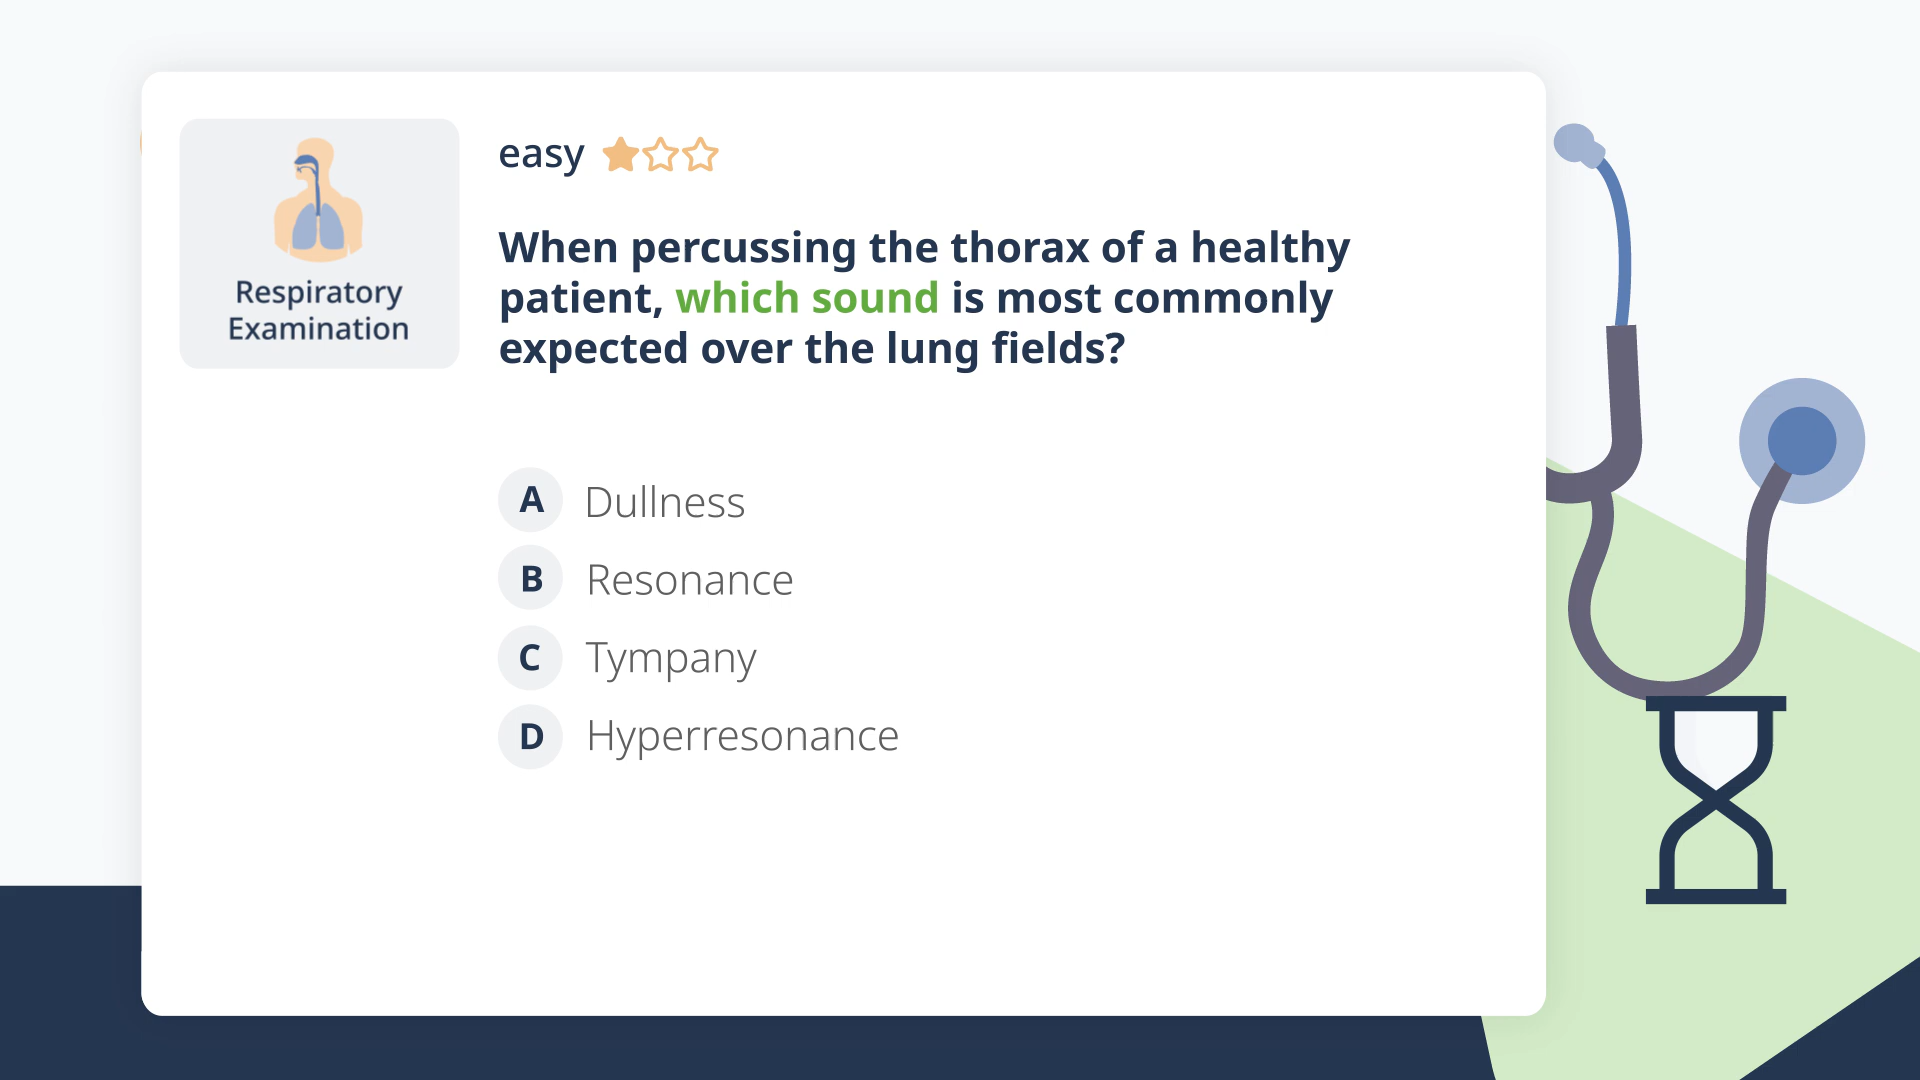 Respiratory
Examination
easy
When percussing the thorax of a healthy
patient, which sound is most commonly
expected over the lung fields?
A Dullness
B Resonance
C Tympany
D Hyperresonance